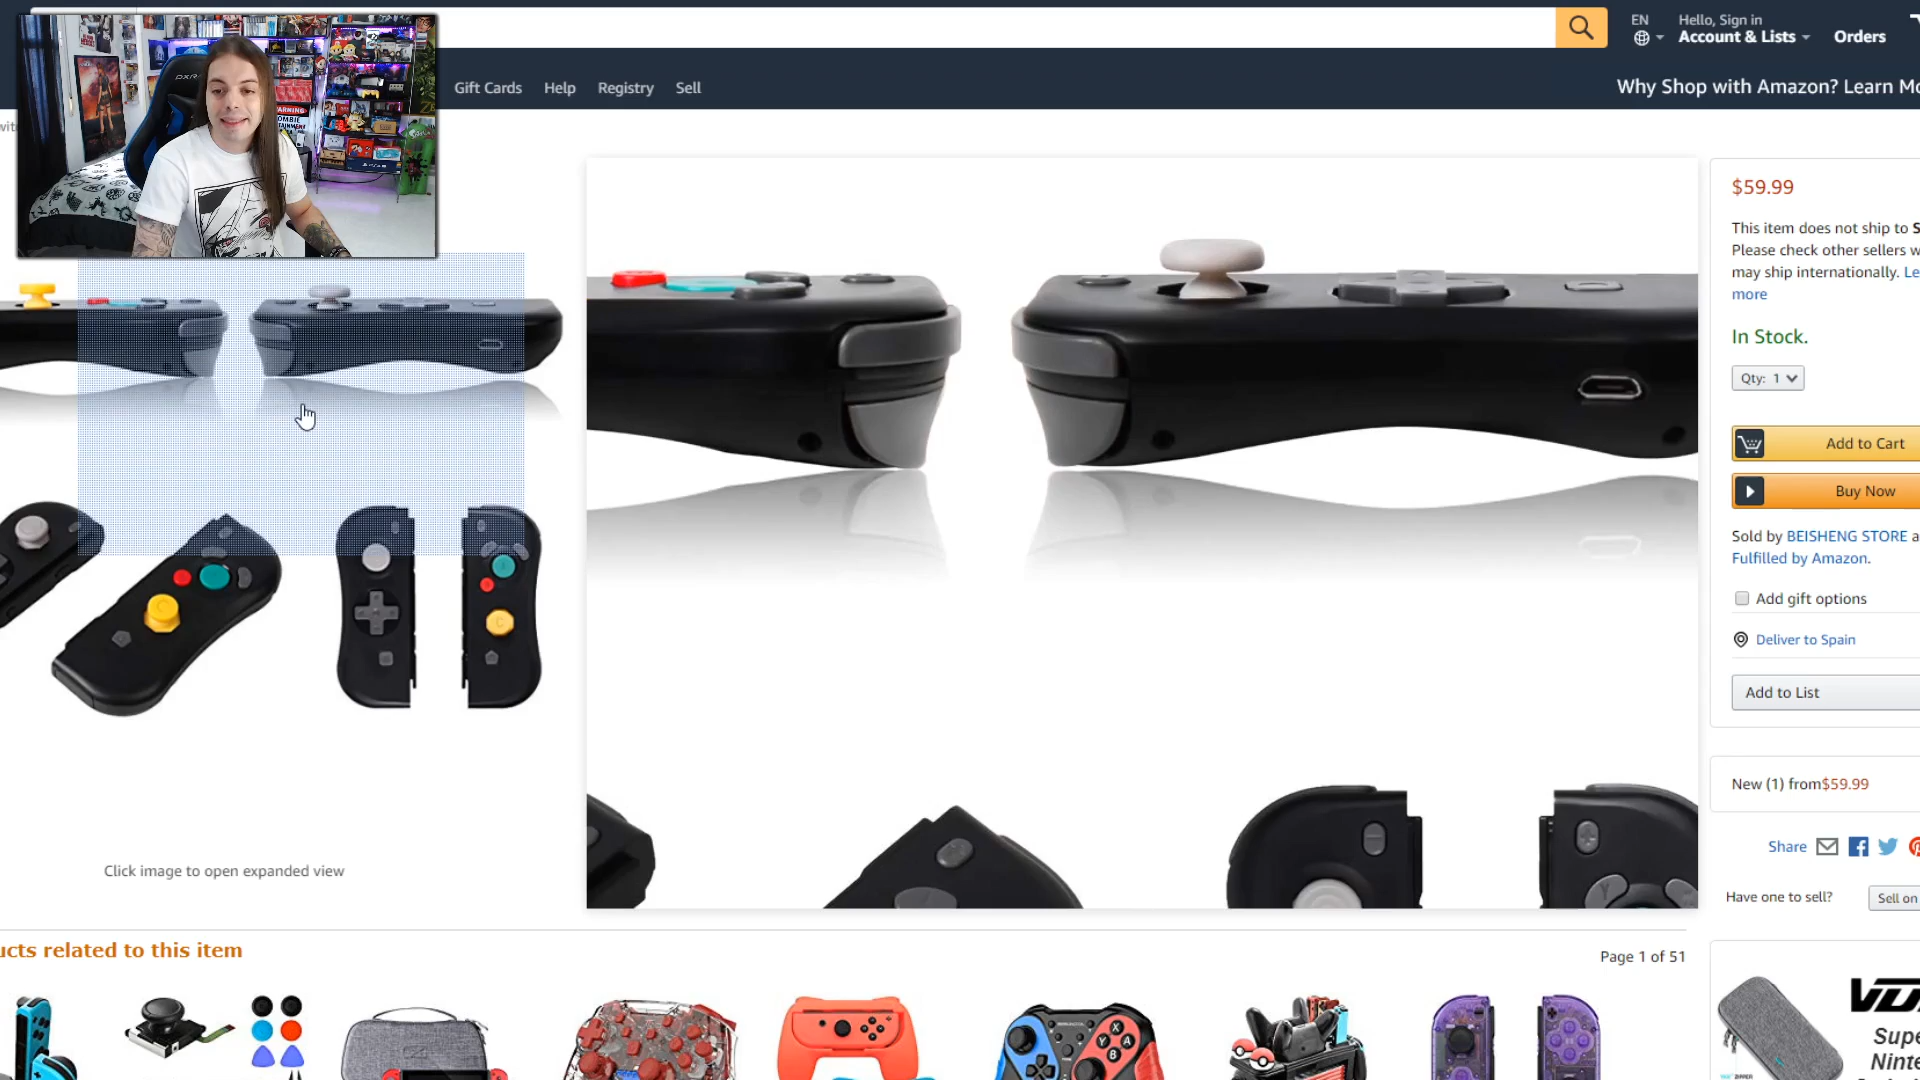 EN
Hello, Sign in
Account & Lists
Orders
Gift Cards
Help
Registry
Sell
Why Shop with Amazon? Learn Mo
$59.99
This item does not ship to S
Please check other sellers w
may ship internationally. Le
more
In Stock.
Qty: 1
Add to Cart
Buy Now
Sold by BEISHENG STORE a
Fulfilled by Amazon.
Add gift options
Deliver to Spain
Add to List
New (1) from$59.99
Share
Have one to sell?
Sell on
Click image to open expanded view
ucts related to this item
Page 1 of 51
Supe
Ninte